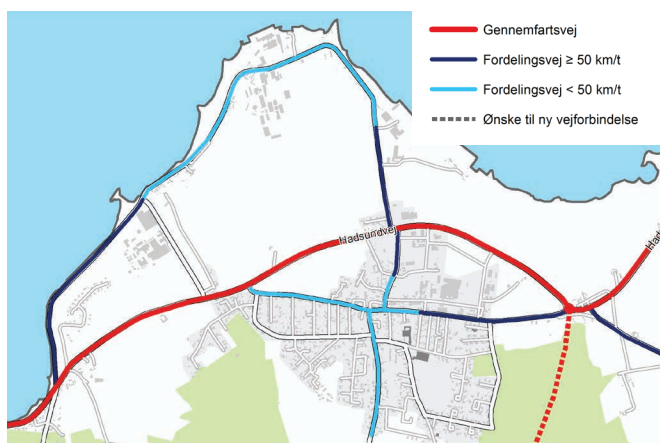 Gennemfartsvej
Fordelingsvej ≥ 50 km/t
Fordelingsvej < 50 km/t
Ønske til ny vejforbindelse
Hadsundvej